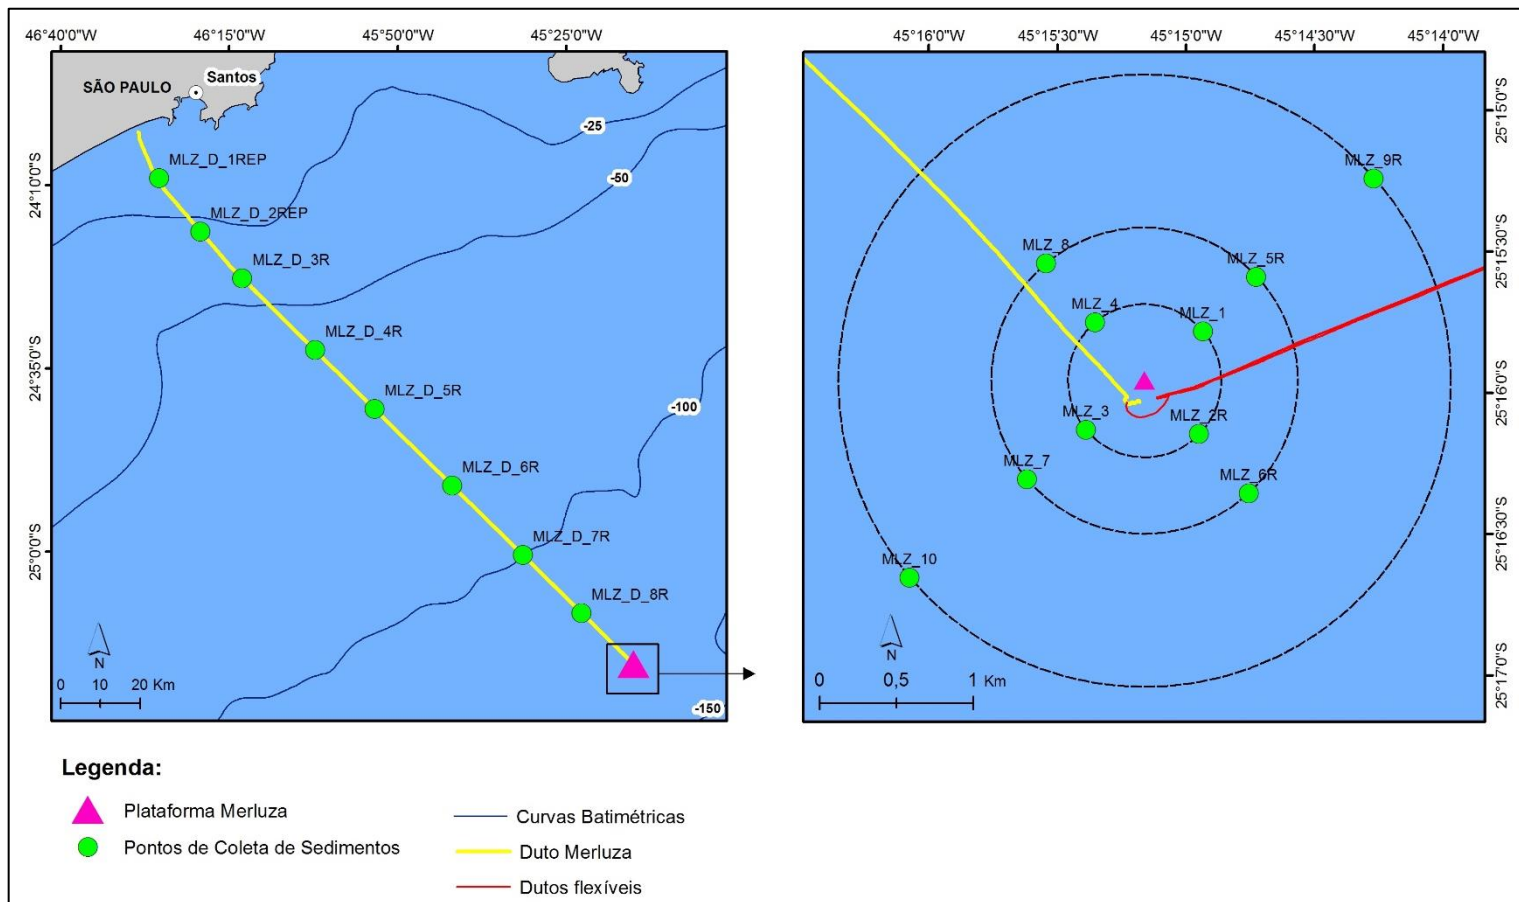 46°40'0"W 46°15'0"W 45°50'0"W 45°25'0"W
SÃO PAULO
Santos
24°10'0"S
24°35'0"S
25°0'0"S
-25
-50
-100
-150
MLZ_D_1REP
MLZ_D_2REP
MLZ_D_3R
MLZ_D_4R
MLZ_D_5R
MLZ_D_6R
MLZ_D_7R
MLZ_D_8R
N
0 10 20 Km
45°16'0"W 45°15'30"W 45°15'0"W 45°14'30"W 45°14'0"W
25°15'0"S
25°15'30"S
25°16'0"S
25°16'30"S
25°17'0"S
MLZ_9R
MLZ_8
MLZ_5R
MLZ_4
MLZ_1
MLZ_3
MLZ_2R
MLZ_7
MLZ_6R
MLZ_10
N
0 0,5 1 Km
Legenda:
Plataforma Merluza
Pontos de Coleta de Sedimentos
Curvas Batimétricas
Duto Merluza
Dutos flexíveis